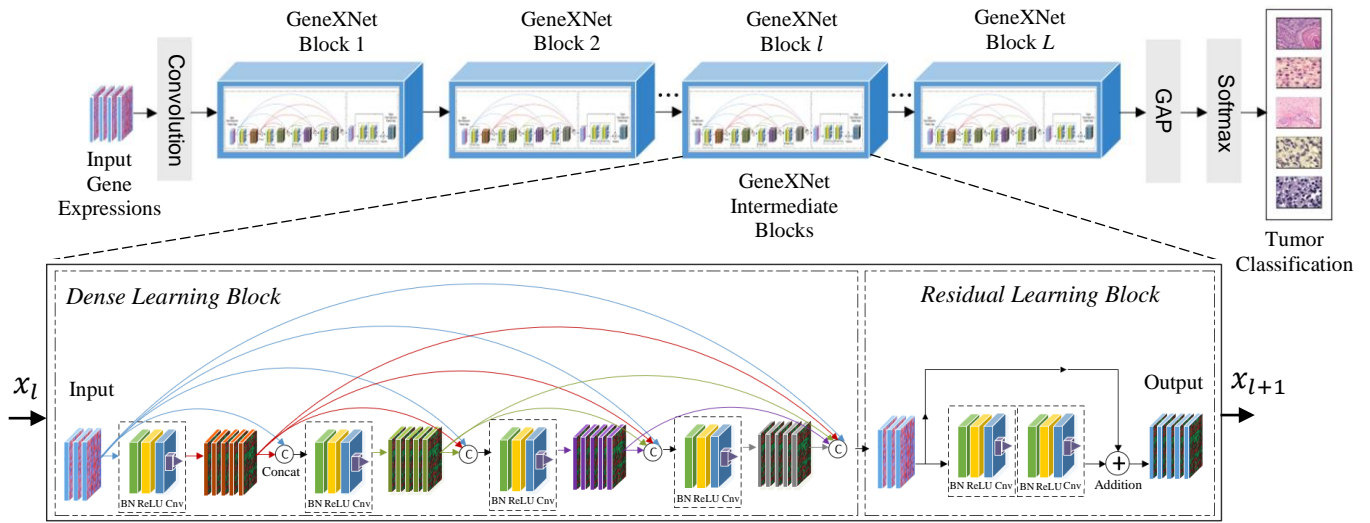 GeneXNet
Block 1
GeneXNet
Block 2
GeneXNet
Block l
GeneXNet
Block L
Input
Gene
Expressions
Convolution
...
...
GAP
Softmax
GeneXNet
Intermediate
Blocks
Tumor
Classification
Dense Learning Block
Residual Learning Block
x_l
Input
BN ReLU Cnv
C
Concat
BN ReLU Cnv
C
BN ReLU Cnv
C
BN ReLU Cnv
C
BN ReLU Cnv
BN ReLU Cnv
+
Addition
Output
x_{l+1}